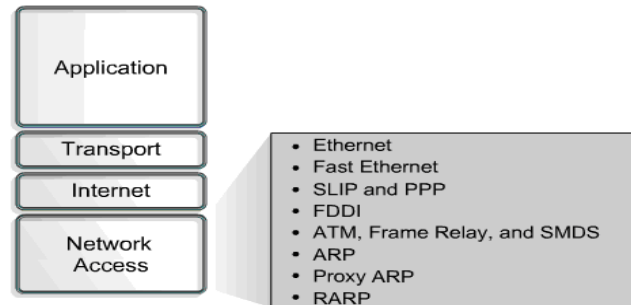 Application
Transport
Internet
Network
Access
• Ethernet
• Fast Ethernet
• SLIP and PPP
• FDDI
• ATM, Frame Relay, and SMDS
• ARP
• Proxy ARP
• RARP